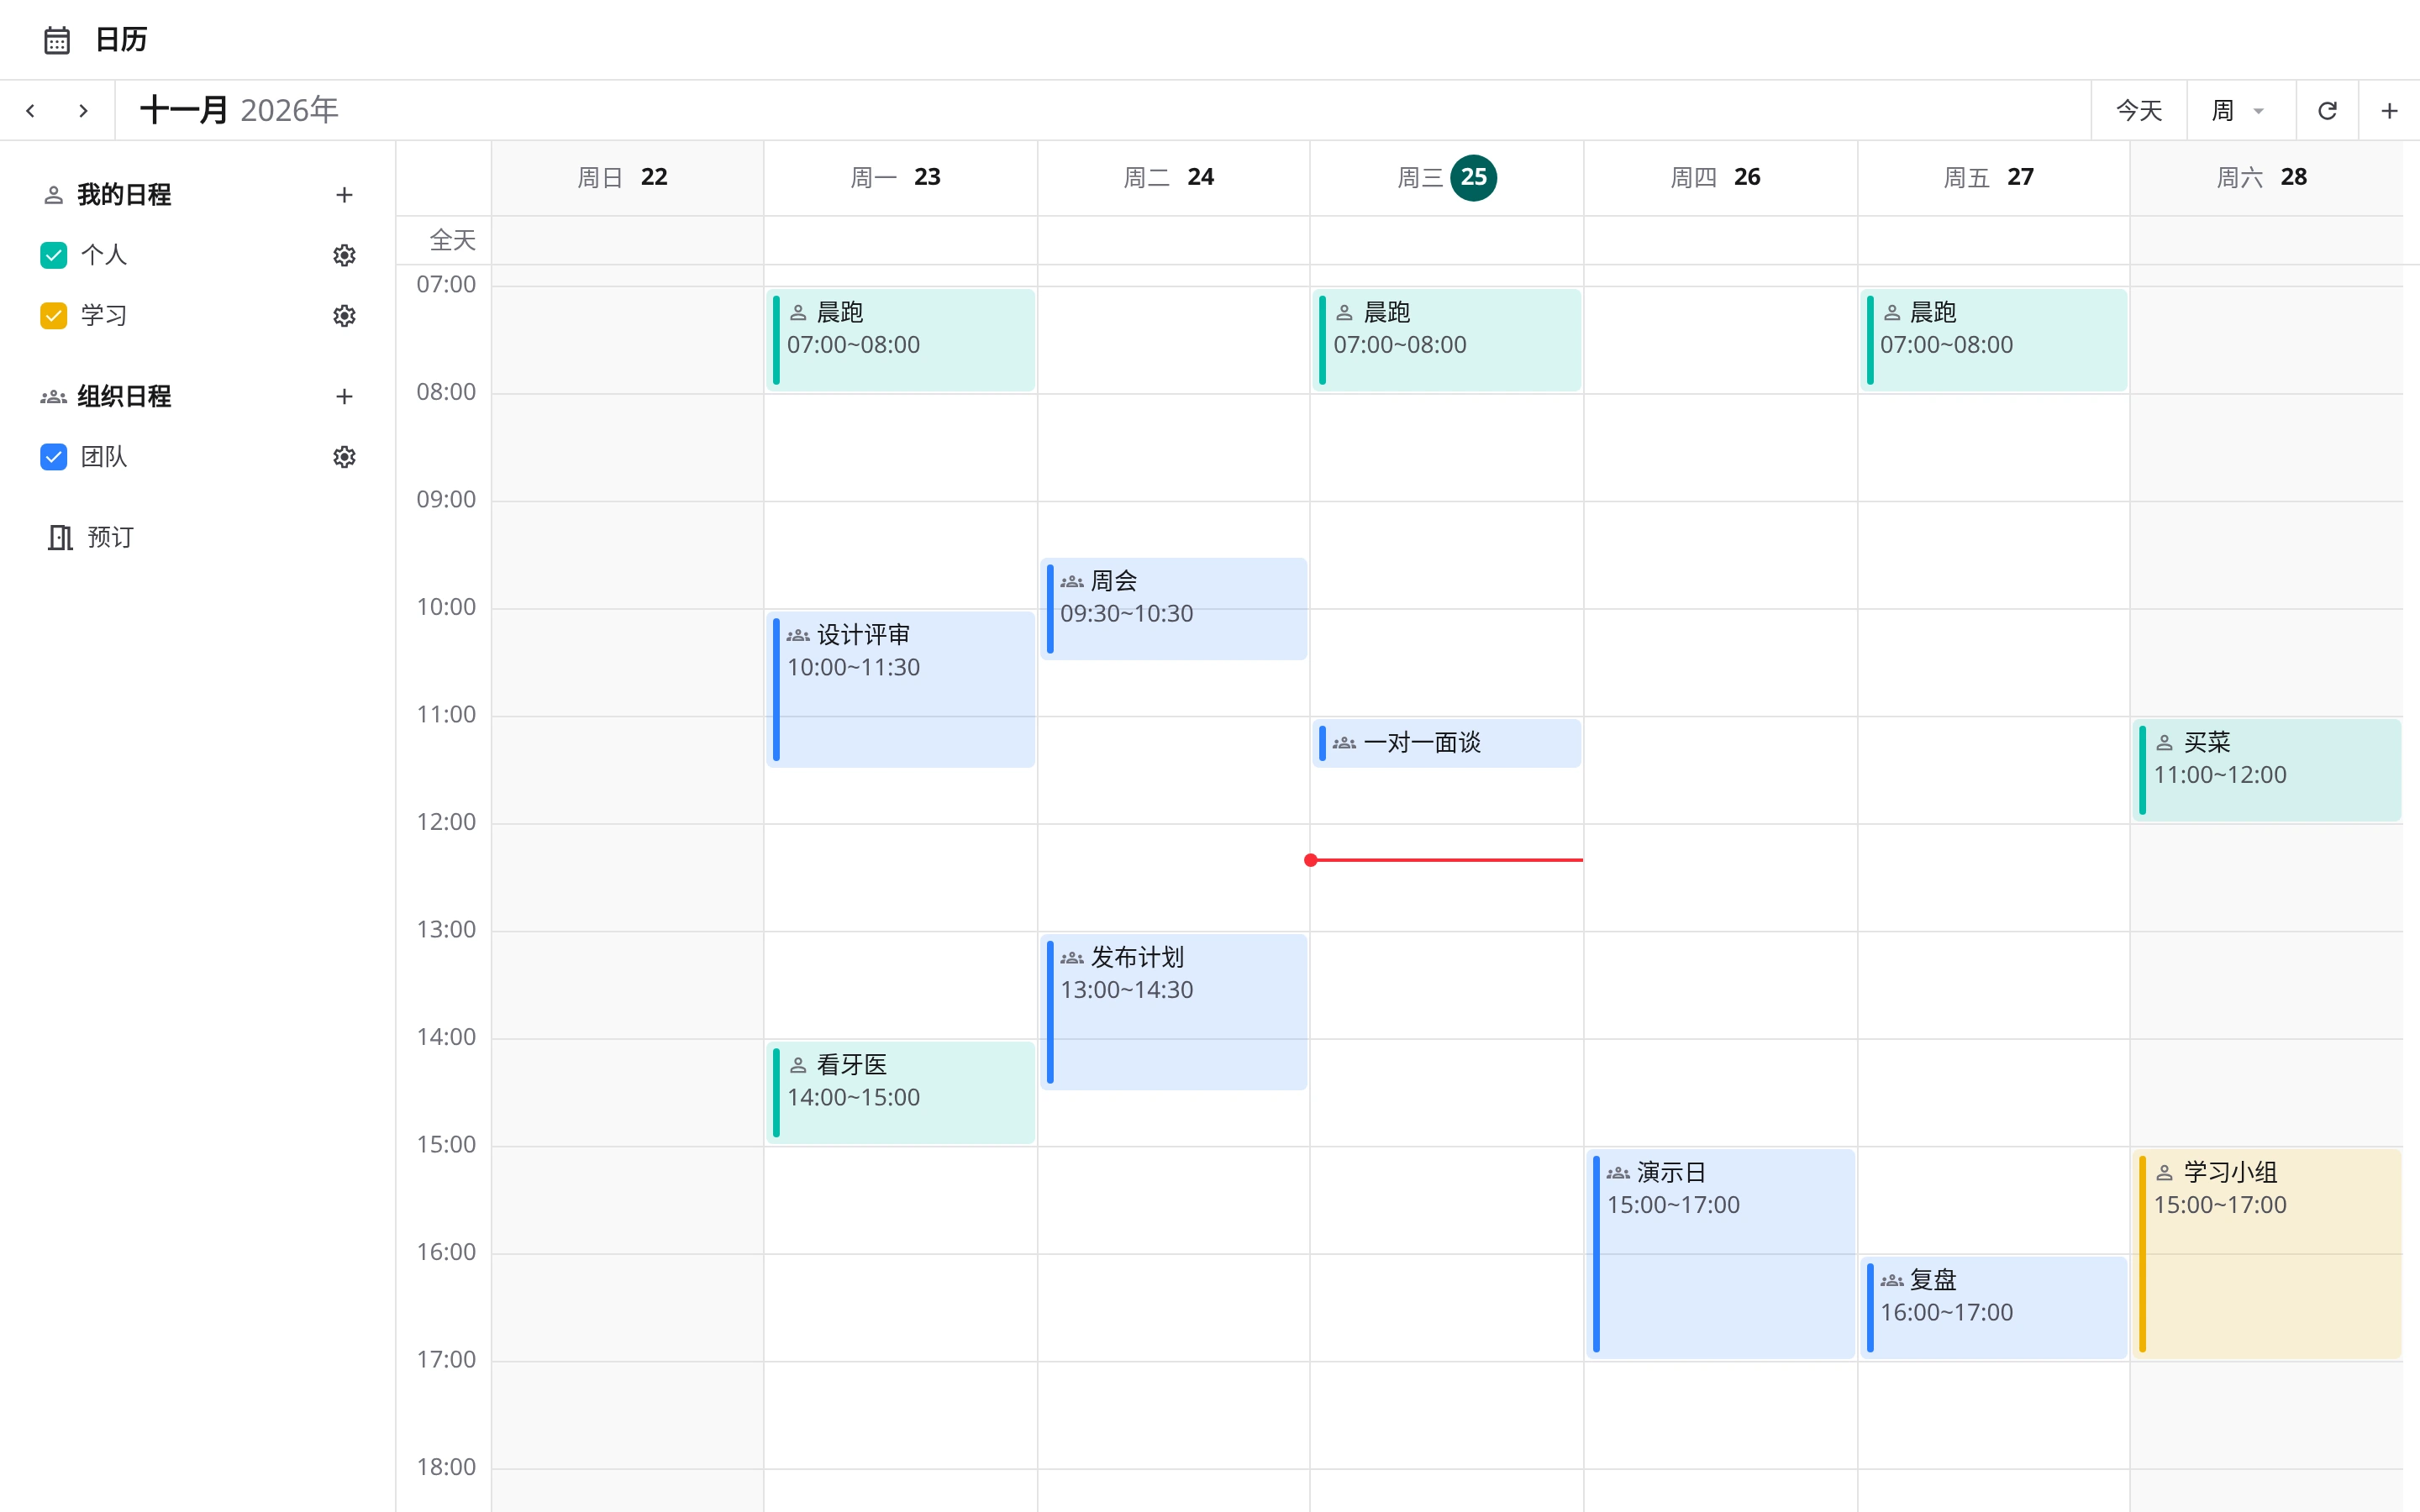 日历
十一月 2026年
今天
周
我的日程
个人
学习
组织日程
团队
预订
周日 22
周一 23
周二 24
周三 25
周四 26
周五 27
周六 28
全天
07:00
08:00
09:00
10:00
11:00
12:00
13:00
14:00
15:00
16:00
17:00
18:00
晨跑
07:00~08:00
设计评审
10:00~11:30
看牙医
14:00~15:00
周会
09:30~10:30
发布计划
13:00~14:30
晨跑
07:00~08:00
一对一面谈
演示日
15:00~17:00
晨跑
07:00~08:00
复盘
16:00~17:00
买菜
11:00~12:00
学习小组
15:00~17:00